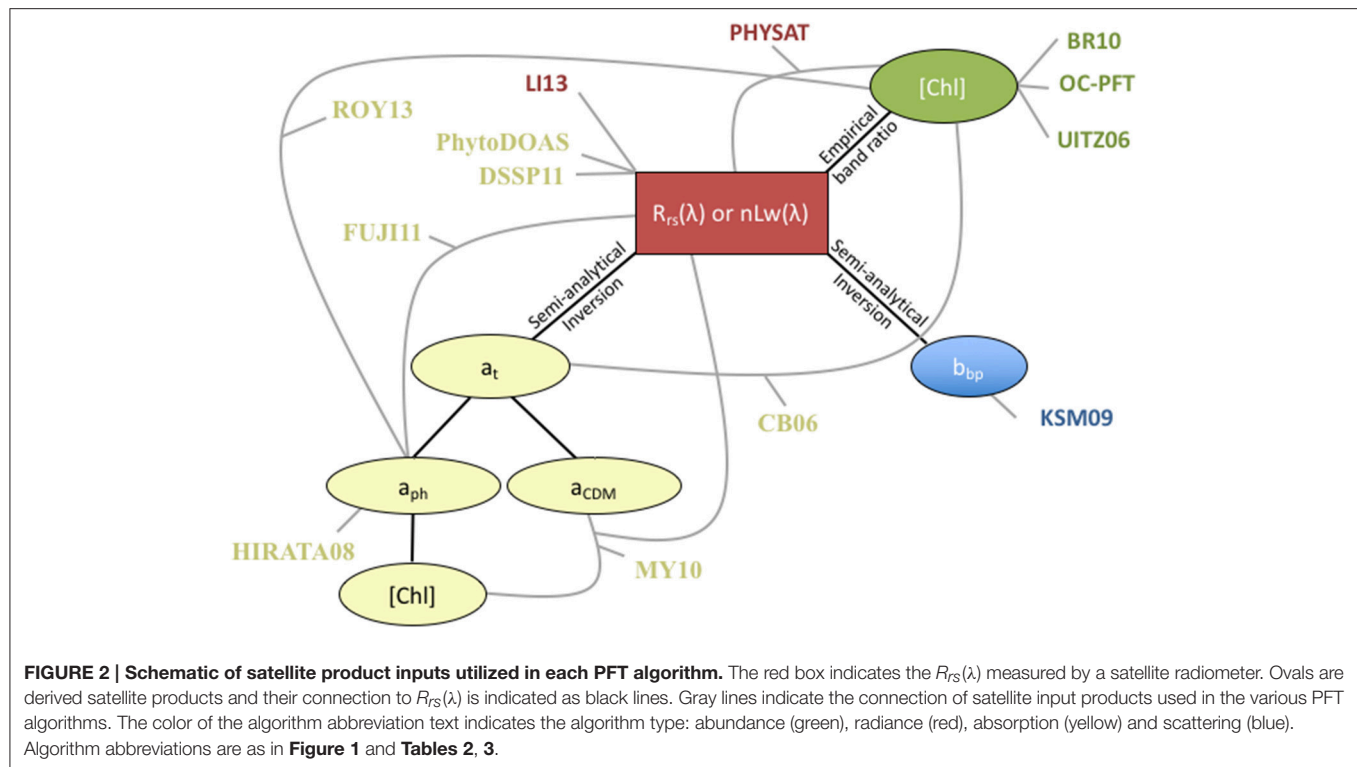 PHYSAT
BR10
LI13
[Chl]
OC-PFT
ROY13
UITZ06
PhytoDOAS
DSSP11
Empirical
band ratio
Rrs(λ) or nLw(λ)
FUJI11
Semi-analytical
Inversion
Semi-analytical
Inversion
at
bbp
CB06
KSM09
aph
aCDM
HIRATA08
MY10
[Chl]
FIGURE 2 | Schematic of satellite product inputs utilized in each PFT algorithm. The red box indicates the Rrs(λ) measured by a satellite radiometer. Ovals are
derived satellite products and their connection to Rrs(λ) is indicated as black lines. Gray lines indicate the connection of satellite input products used in the various PFT
algorithms. The color of the algorithm abbreviation text indicates the algorithm type: abundance (green), radiance (red), absorption (yellow) and scattering (blue).
Algorithm abbreviations are as in Figure 1 and Tables 2, 3.